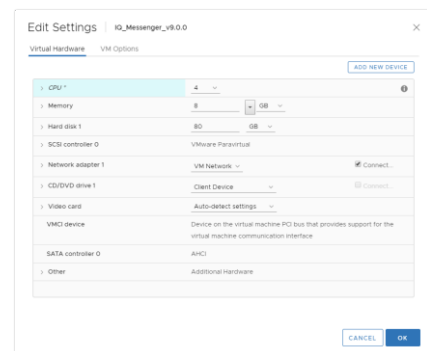 Edit Settings | IQ_Messenger_v9.0.0
Virtual Hardware VM Options
ADD NEW DEVICE
CPU * 4
Memory 8 GB
Hard disk 1 80 GB
SCSI controller 0 VMware Paravirtual
Network adapter 1 VM Network Connect...
CD/DVD drive 1 Client Device Connect...
Video card Auto-detect settings
VMCI device Device on the virtual machine PCI bus that provides support for the
virtual machine communication interface
SATA controller 0 AHCI
Other Additional Hardware
CANCEL OK